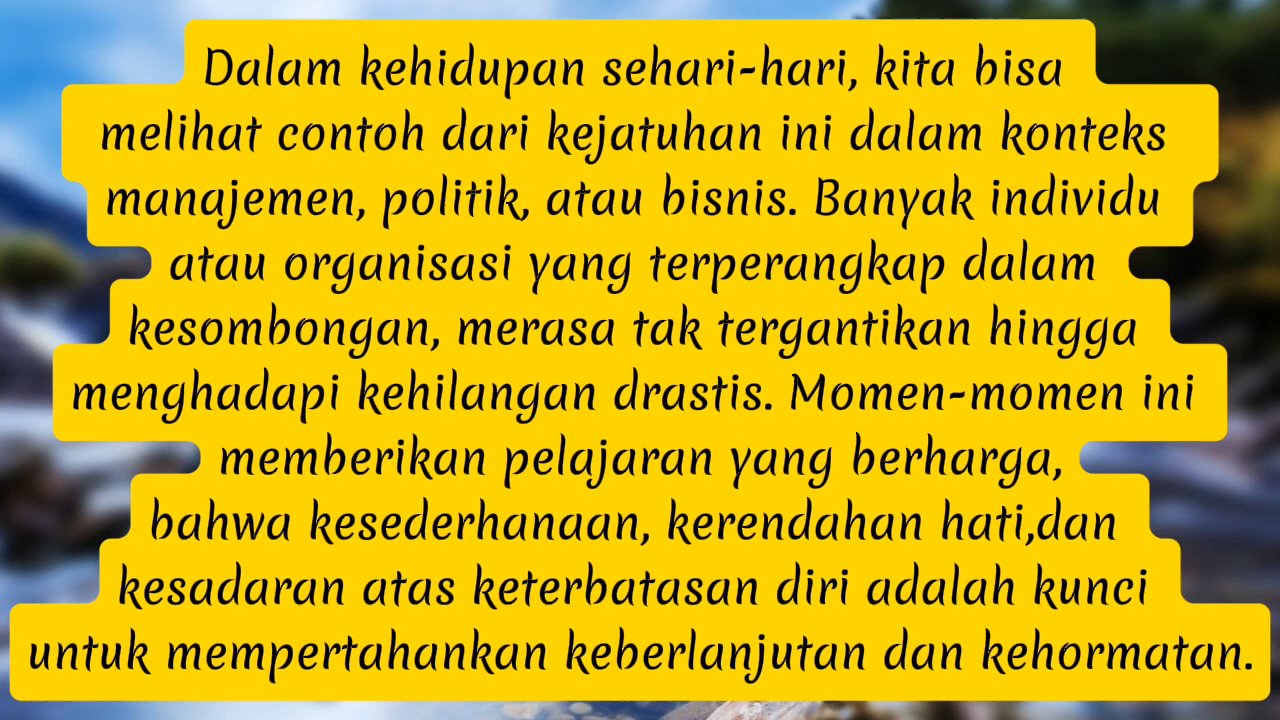 Dalam kehidupan sehari-hari, kita bisa
melihat contoh dari kejatuhan ini dalam konteks
manajemen, politik, atau bisnis. Banyak individu
atau organisasi yang terperangkap dalam
kesombongan, merasa tak tergantikan hingga
menghadapi kehilangan drastis. Momen-momen ini
memberikan pelajaran yang berharga,
bahwa kesederhanaan, kerendahan hati,dan
kesadaran atas keterbatasan diri adalah kunci
untuk mempertahankan keberlanjutan dan kehormatan.